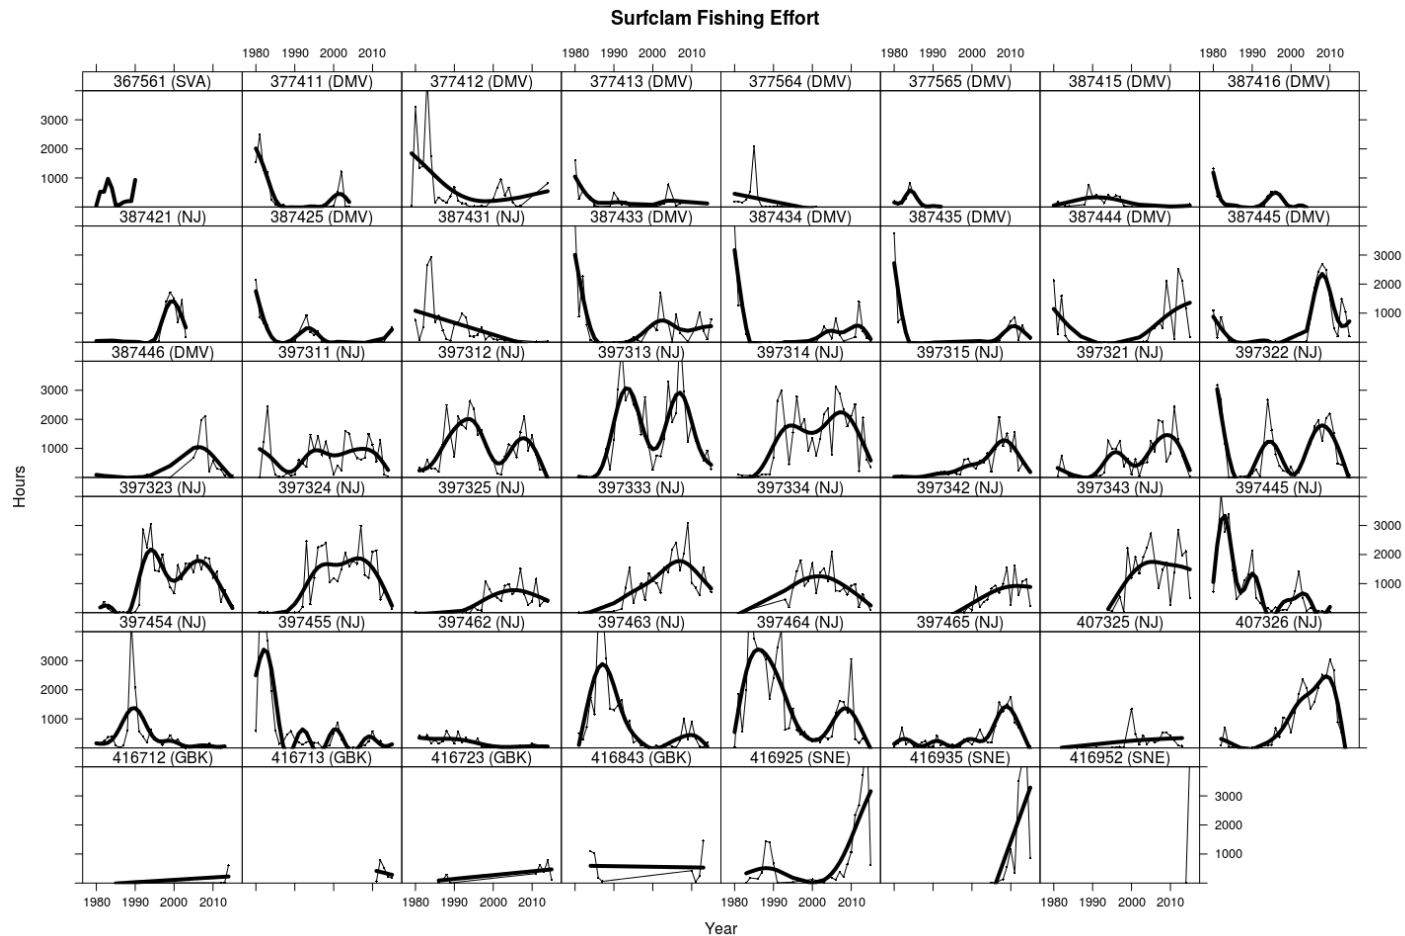 Surfclam Fishing Effort
1980 1990 2000 2010 1980 1990 2000 2010 1980 1990 2000 2010 1980 1990 2000 2010
367561 (SVA) 377411 (DMV) 377412 (DMV) 377413 (DMV) 377564 (DMV) 377565 (DMV) 387415 (DMV) 387416 (DMV)
3000
2000
1000
387421 (NJ) 387425 (DMV) 387431 (NJ) 387433 (DMV) 387434 (DMV) 387435 (DMV) 387444 (DMV) 387445 (DMV)
3000
2000
1000
387446 (DMV) 397311 (NJ) 397312 (NJ) 397313 (NJ) 397314 (NJ) 397315 (NJ) 397321 (NJ) 397322 (NJ)
3000
2000
1000
397323 (NJ) 397324 (NJ) 397325 (NJ) 397333 (NJ) 397334 (NJ) 397342 (NJ) 397343 (NJ) 397445 (NJ)
3000
2000
1000
397454 (NJ) 397455 (NJ) 397462 (NJ) 397463 (NJ) 397464 (NJ) 397465 (NJ) 407325 (NJ) 407326 (NJ)
3000
2000
1000
416712 (GBK) 416713 (GBK) 416723 (GBK) 416843 (GBK) 416925 (SNE) 416935 (SNE) 416952 (SNE)
3000
2000
1000
1980 1990 2000 2010 1980 1990 2000 2010 1980 1990 2000 2010 1980 1990 2000 2010
Hours
Year